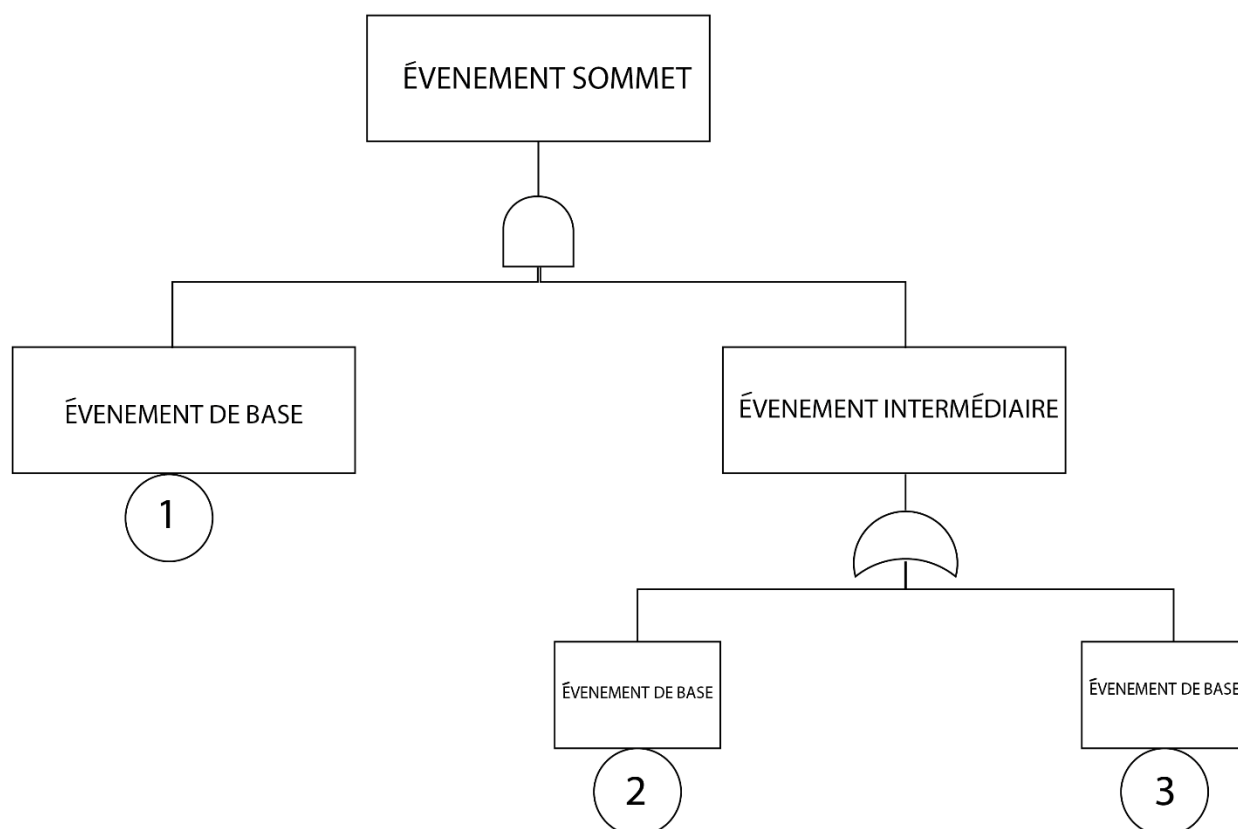 ÉVENEMENT SOMMET
ÉVENEMENT DE BASE
ÉVENEMENT INTERMÉDIAIRE
1
ÉVENEMENT DE BASE
ÉVENEMENT DE BASE
2
3